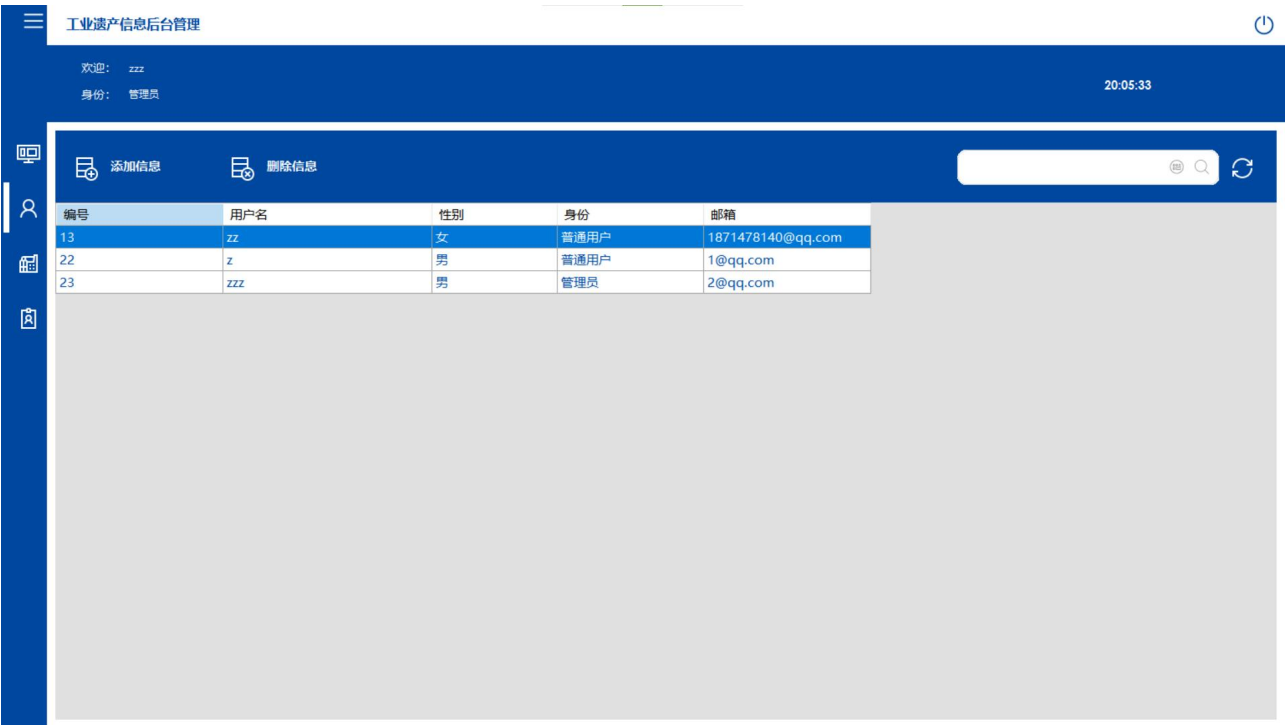 工业遗产信息后台管理
欢迎： zzz
20:05:33
身份： 管理员
添加信息 删除信息
编号 用户名 性别 身份 邮箱
13 zz 女 普通用户 1871478140@qq.com
22 z 男 普通用户 1@qq.com
23 zzz 男 管理员 2@qq.com